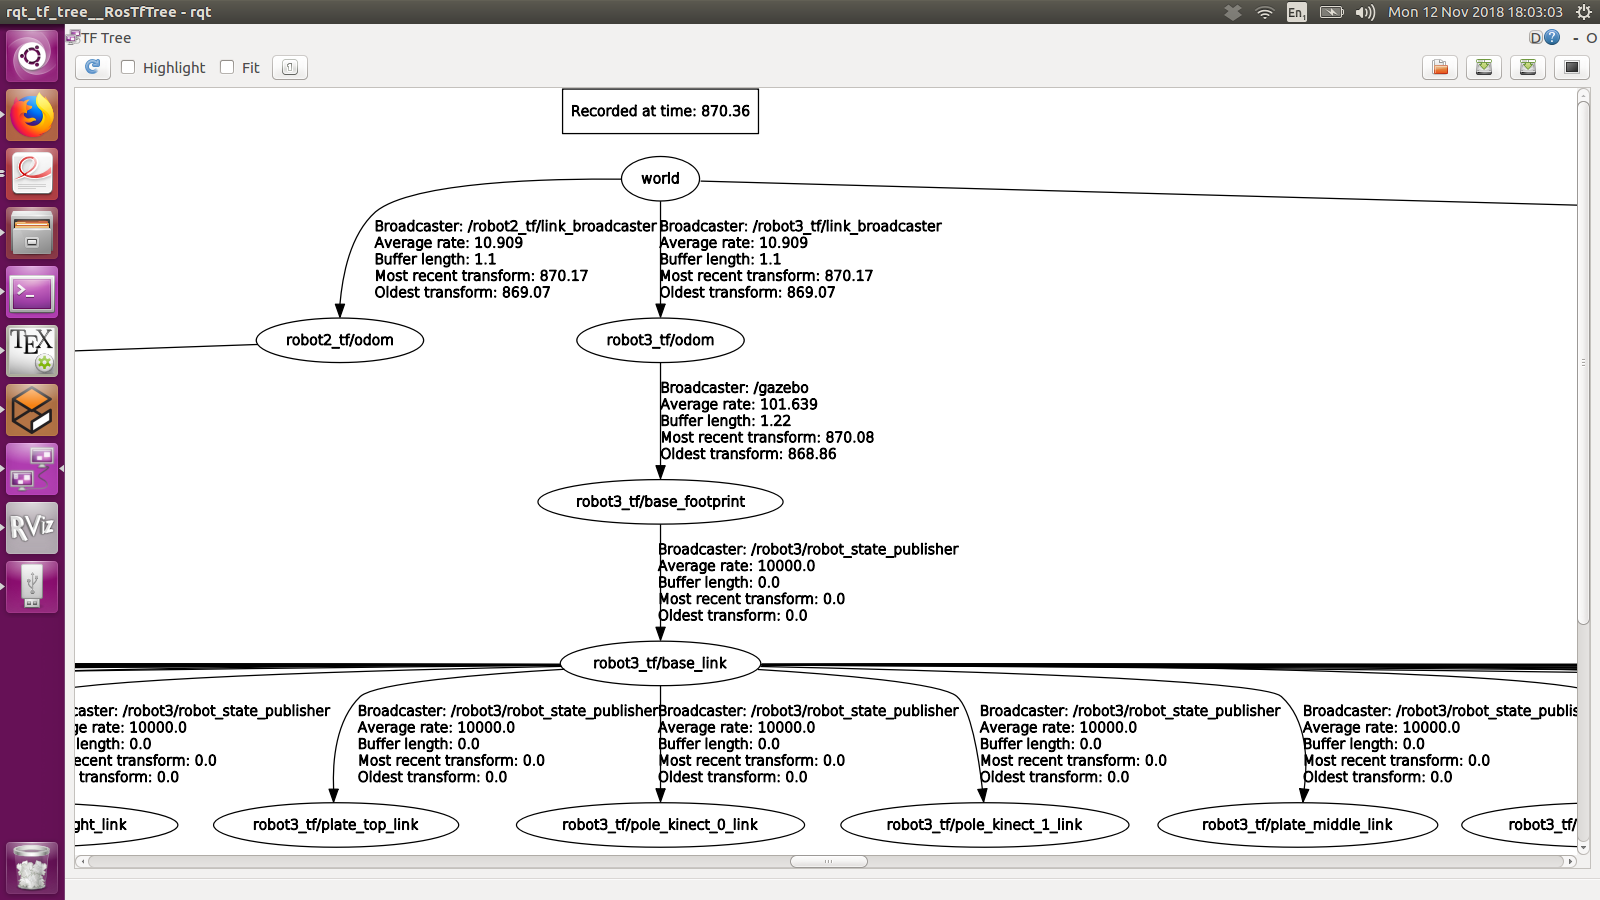 rqt_tf_tree__RosTfTree - rqt
En1
Mon 12 Nov 2018 18:03:03
TF Tree
D
?
- O
Highlight
Fit
Recorded at time: 870.36
world
Broadcaster: /robot2_tf/link_broadcaster
Average rate: 10.909
Buffer length: 1.1
Most recent transform: 870.17
Oldest transform: 869.07
Broadcaster: /robot3_tf/link_broadcaster
Average rate: 10.909
Buffer length: 1.1
Most recent transform: 870.17
Oldest transform: 869.07
robot2_tf/odom
robot3_tf/odom
Broadcaster: /gazebo
Average rate: 101.639
Buffer length: 1.22
Most recent transform: 870.08
Oldest transform: 868.86
robot3_tf/base_footprint
Broadcaster: /robot3/robot_state_publisher
Average rate: 10000.0
Buffer length: 0.0
Most recent transform: 0.0
Oldest transform: 0.0
robot3_tf/base_link
caster: /robot3/robot_state_publisher
ge rate: 10000.0
length: 0.0
ecent transform: 0.0
transform: 0.0
Broadcaster: /robot3/robot_state_publisher
Average rate: 10000.0
Buffer length: 0.0
Most recent transform: 0.0
Oldest transform: 0.0
Broadcaster: /robot3/robot_state_publisher
Average rate: 10000.0
Buffer length: 0.0
Most recent transform: 0.0
Oldest transform: 0.0
Broadcaster: /robot3/robot_state_publisher
Average rate: 10000.0
Buffer length: 0.0
Most recent transform: 0.0
Oldest transform: 0.0
Broadcaster: /robot3/robot_state_publis
Average rate: 10000.0
Buffer length: 0.0
Most recent transform: 0.0
Oldest transform: 0.0
ght_link
robot3_tf/plate_top_link
robot3_tf/pole_kinect_0_link
robot3_tf/pole_kinect_1_link
robot3_tf/plate_middle_link
robot3_tf/
TEX
RViz